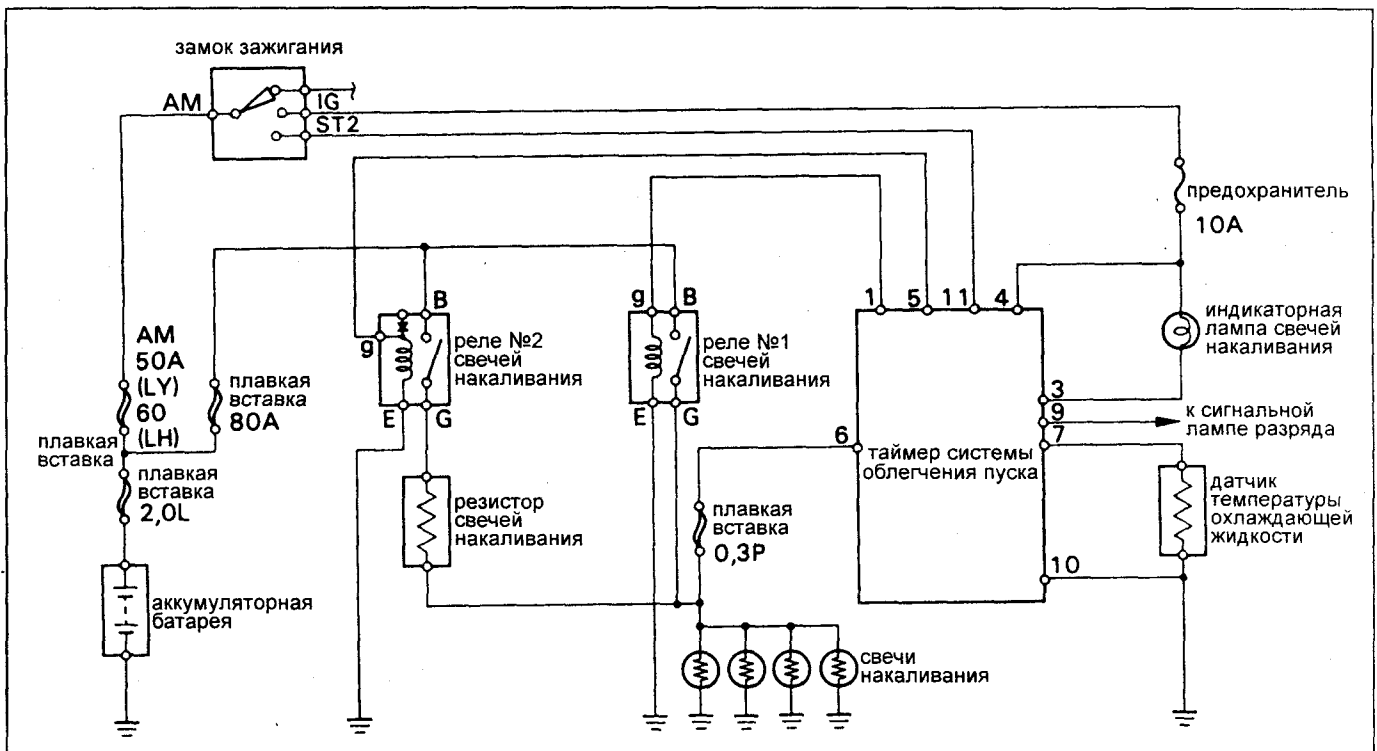 замок зажигания
AM
IG
ST2
предохранитель
10A
AM
50A
(LY)
60
(LH)
плавкая
вставка
80A
плавкая
вставка
плавкая
вставка
2,0L
аккумуляторная
батарея
B
g
E
G
реле №2
свечей
накаливания
резистор
свечей
накаливания
g
B
E
G
реле №1
свечей
накаливания
плавкая
вставка
0,3P
свечи
накаливания
1
5
11
4
6
таймер системы
облегчения пуска
3
9
7
10
индикаторная
лампа свечей
накаливания
к сигнальной
лампе разряда
датчик
температуры
охлаждающей
жидкости